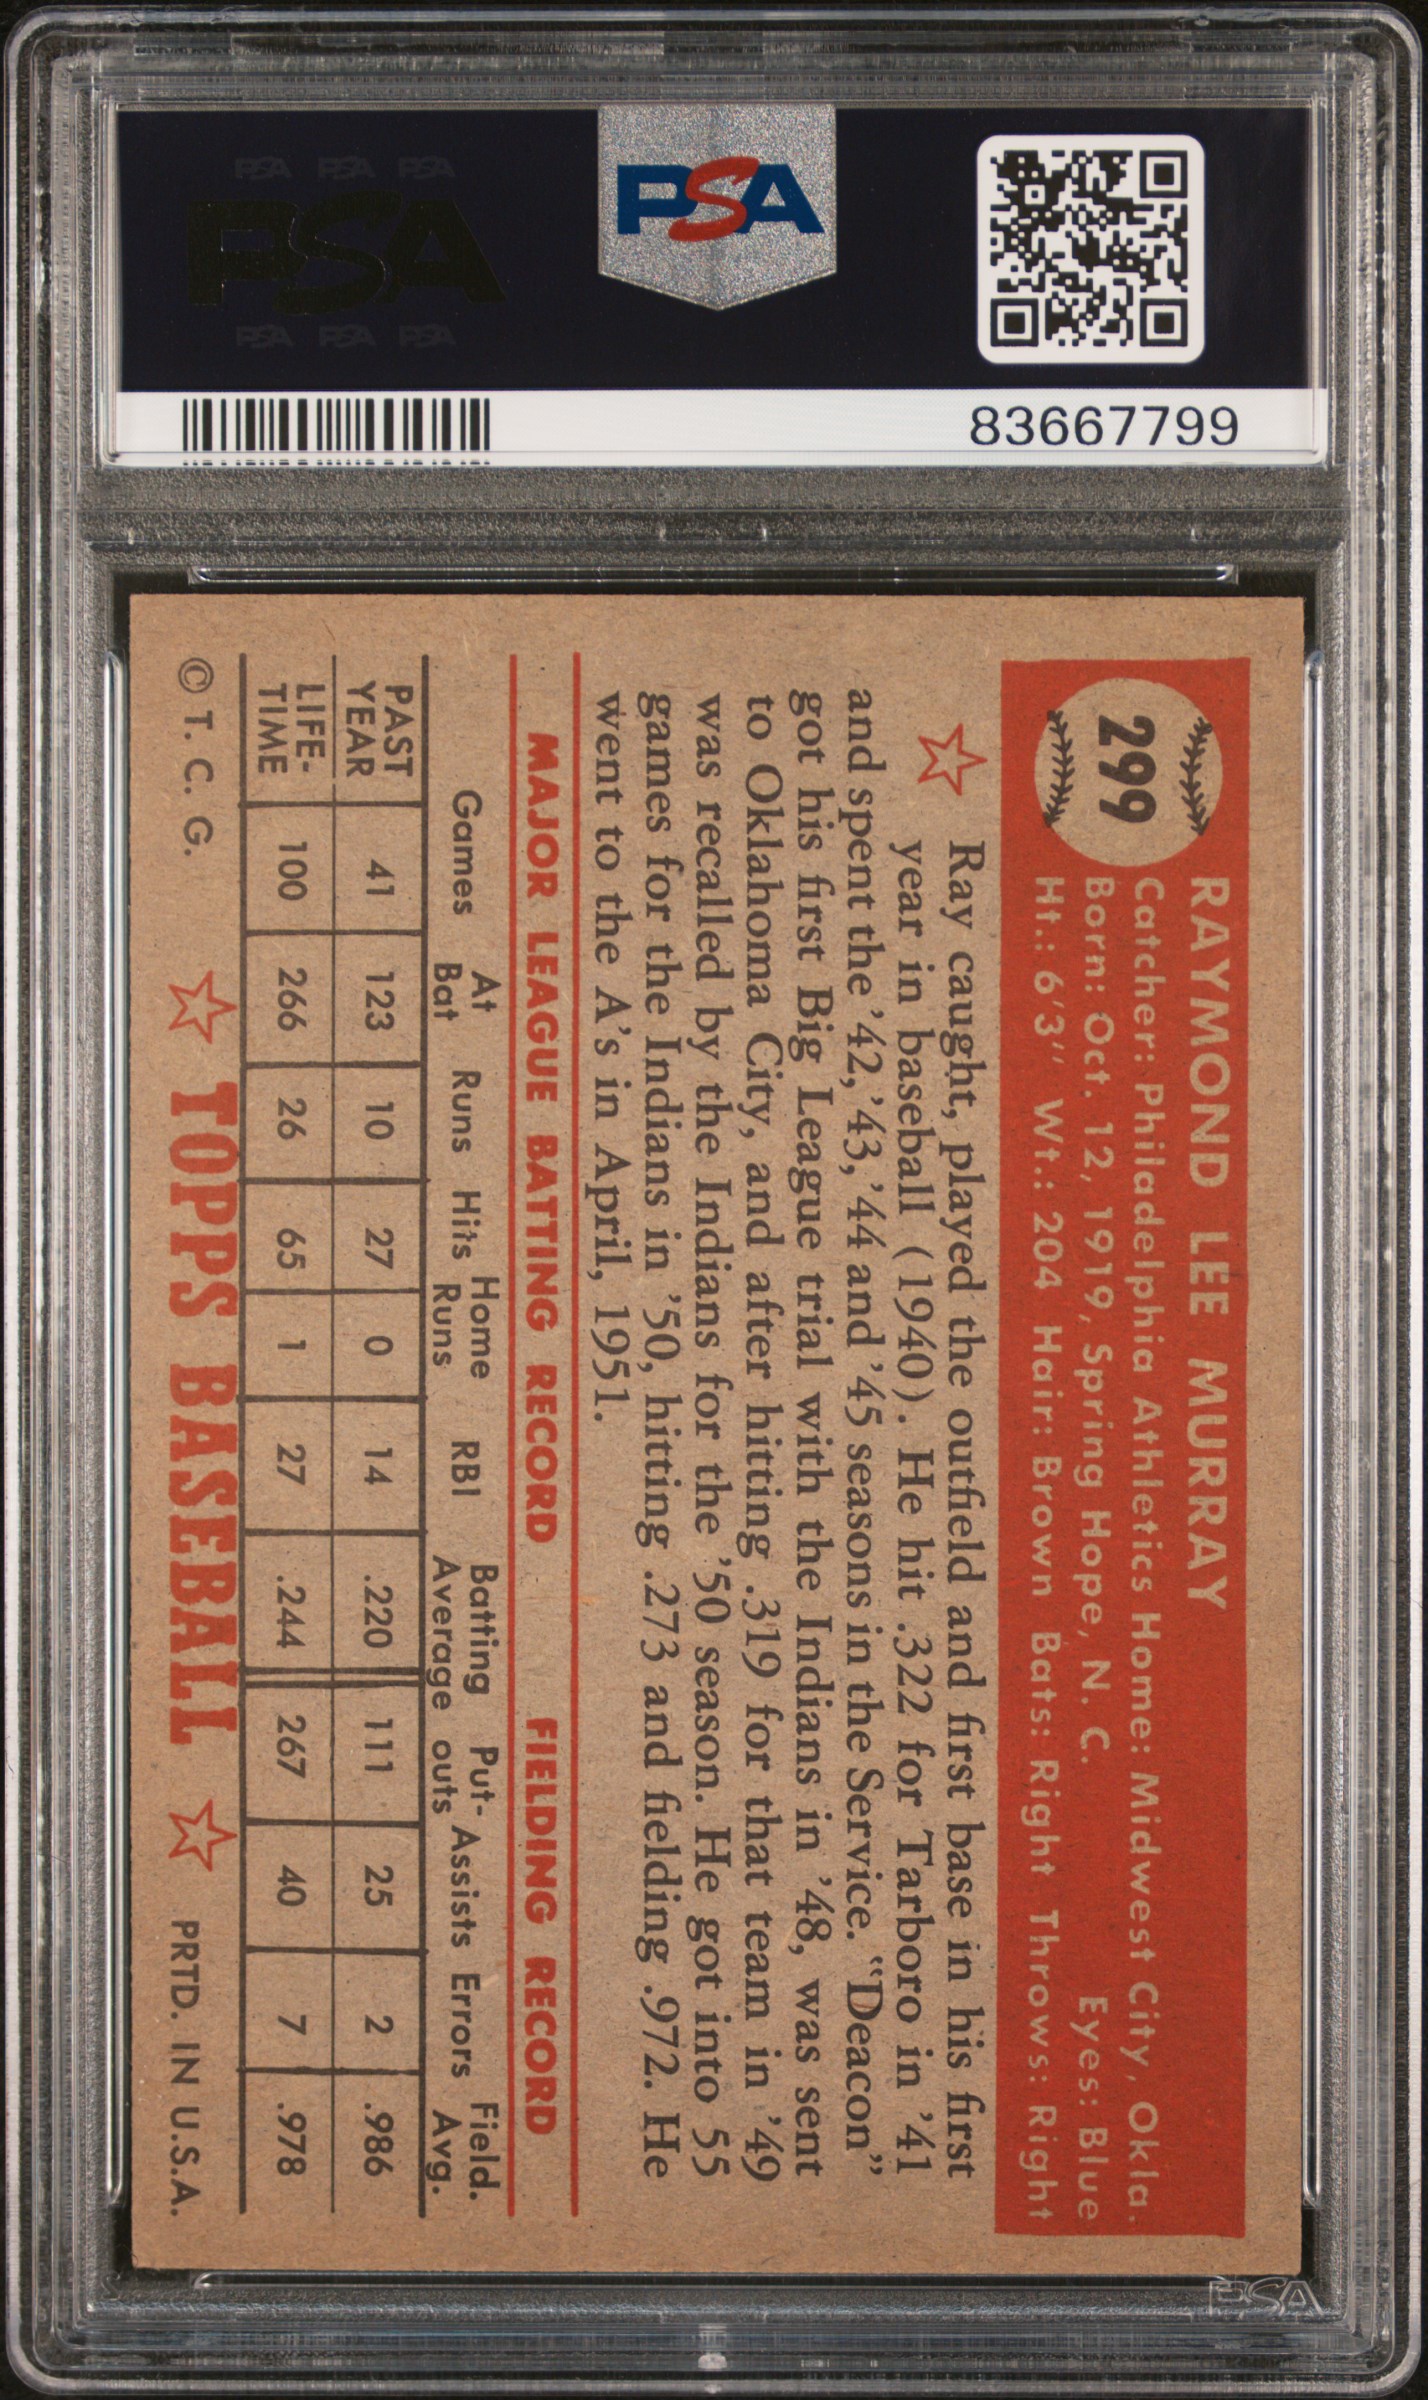 PSA PSA PSA
PSA
PSA PSA PSA
PSA
83667799
299
RAYMOND LEE MURRAY
Catcher: Philadelphia Athletics Home: Midwest City, Okla.
Born: Oct. 12, 1919, Spring Hope, N. C. Eyes: Blue
Ht.: 6'3" Wt.: 204 Hair: Brown Bats: Right Throws: Right
Ray caught, played the outfield and first base in his first
year in baseball (1940). He hit .322 for Tarboro in '41
and spent the '42, '43, '44 and '45 seasons in the Service. "Deacon"
got his first Big League trial with the Indians in '48, was sent
to Oklahoma City, and after hitting .319 for that team in '49
was recalled by the Indians for the '50 season. He got into 55
games for the Indians in '50, hitting .273 and fielding .972. He
went to the A's in April, 1951.
MAJOR LEAGUE BATTING RECORD FIELDING RECORD
Games At Bat Runs Hits Home Runs RBI Batting Average Put-outs Assists Errors Field. Avg.
PAST YEAR 41 123 10 27 0 14 .220 111 25 2 .986
LIFE-TIME 100 266 26 65 1 27 .244 267 40 7 .978
© T. C. G. TOPPS BASEBALL PRTD. IN U.S.A.
PSA